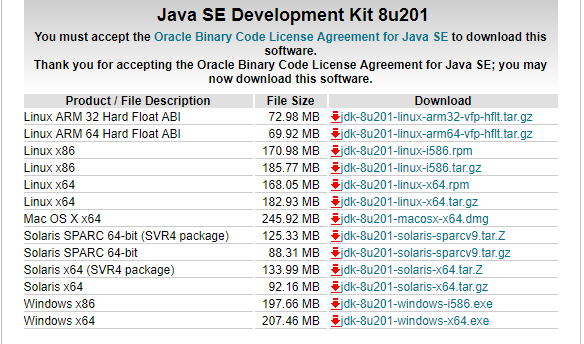 Java SE Development Kit 8u201
You must accept the Oracle Binary Code License Agreement for Java SE to download this
software.
Thank you for accepting the Oracle Binary Code License Agreement for Java SE; you may
now download this software.
Product / File Description File Size Download
Linux ARM 32 Hard Float ABI 72.98 MB jdk-8u201-linux-arm32-vfp-hflt.tar.gz
Linux ARM 64 Hard Float ABI 69.92 MB jdk-8u201-linux-arm64-vfp-hflt.tar.gz
Linux x86 170.98 MB jdk-8u201-linux-i586.rpm
Linux x86 185.77 MB jdk-8u201-linux-i586.tar.gz
Linux x64 168.05 MB jdk-8u201-linux-x64.rpm
Linux x64 182.93 MB jdk-8u201-linux-x64.tar.gz
Mac OS X x64 245.92 MB jdk-8u201-macosx-x64.dmg
Solaris SPARC 64-bit (SVR4 package) 125.33 MB jdk-8u201-solaris-sparcv9.tar.Z
Solaris SPARC 64-bit 88.31 MB jdk-8u201-solaris-sparcv9.tar.gz
Solaris x64 (SVR4 package) 133.99 MB jdk-8u201-solaris-x64.tar.Z
Solaris x64 92.16 MB jdk-8u201-solaris-x64.tar.gz
Windows x86 197.66 MB jdk-8u201-windows-i586.exe
Windows x64 207.46 MB jdk-8u201-windows-x64.exe